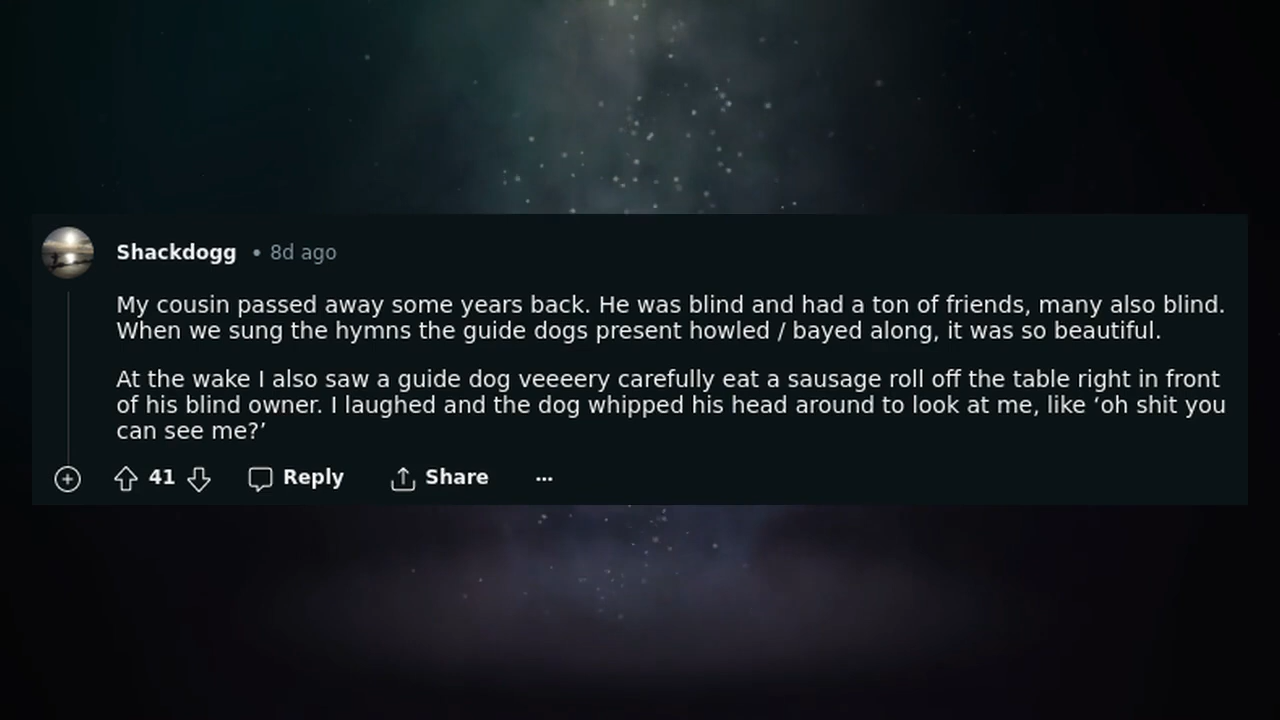 Shackdogg • 8d ago
My cousin passed away some years back. He was blind and had a ton of friends, many also blind.
When we sung the hymns the guide dogs present howled / bayed along, it was so beautiful.
At the wake I also saw a guide dog veeeery carefully eat a sausage roll off the table right in front
of his blind owner. I laughed and the dog whipped his head around to look at me, like ‘oh shit you
can see me?’
41 Reply Share ...